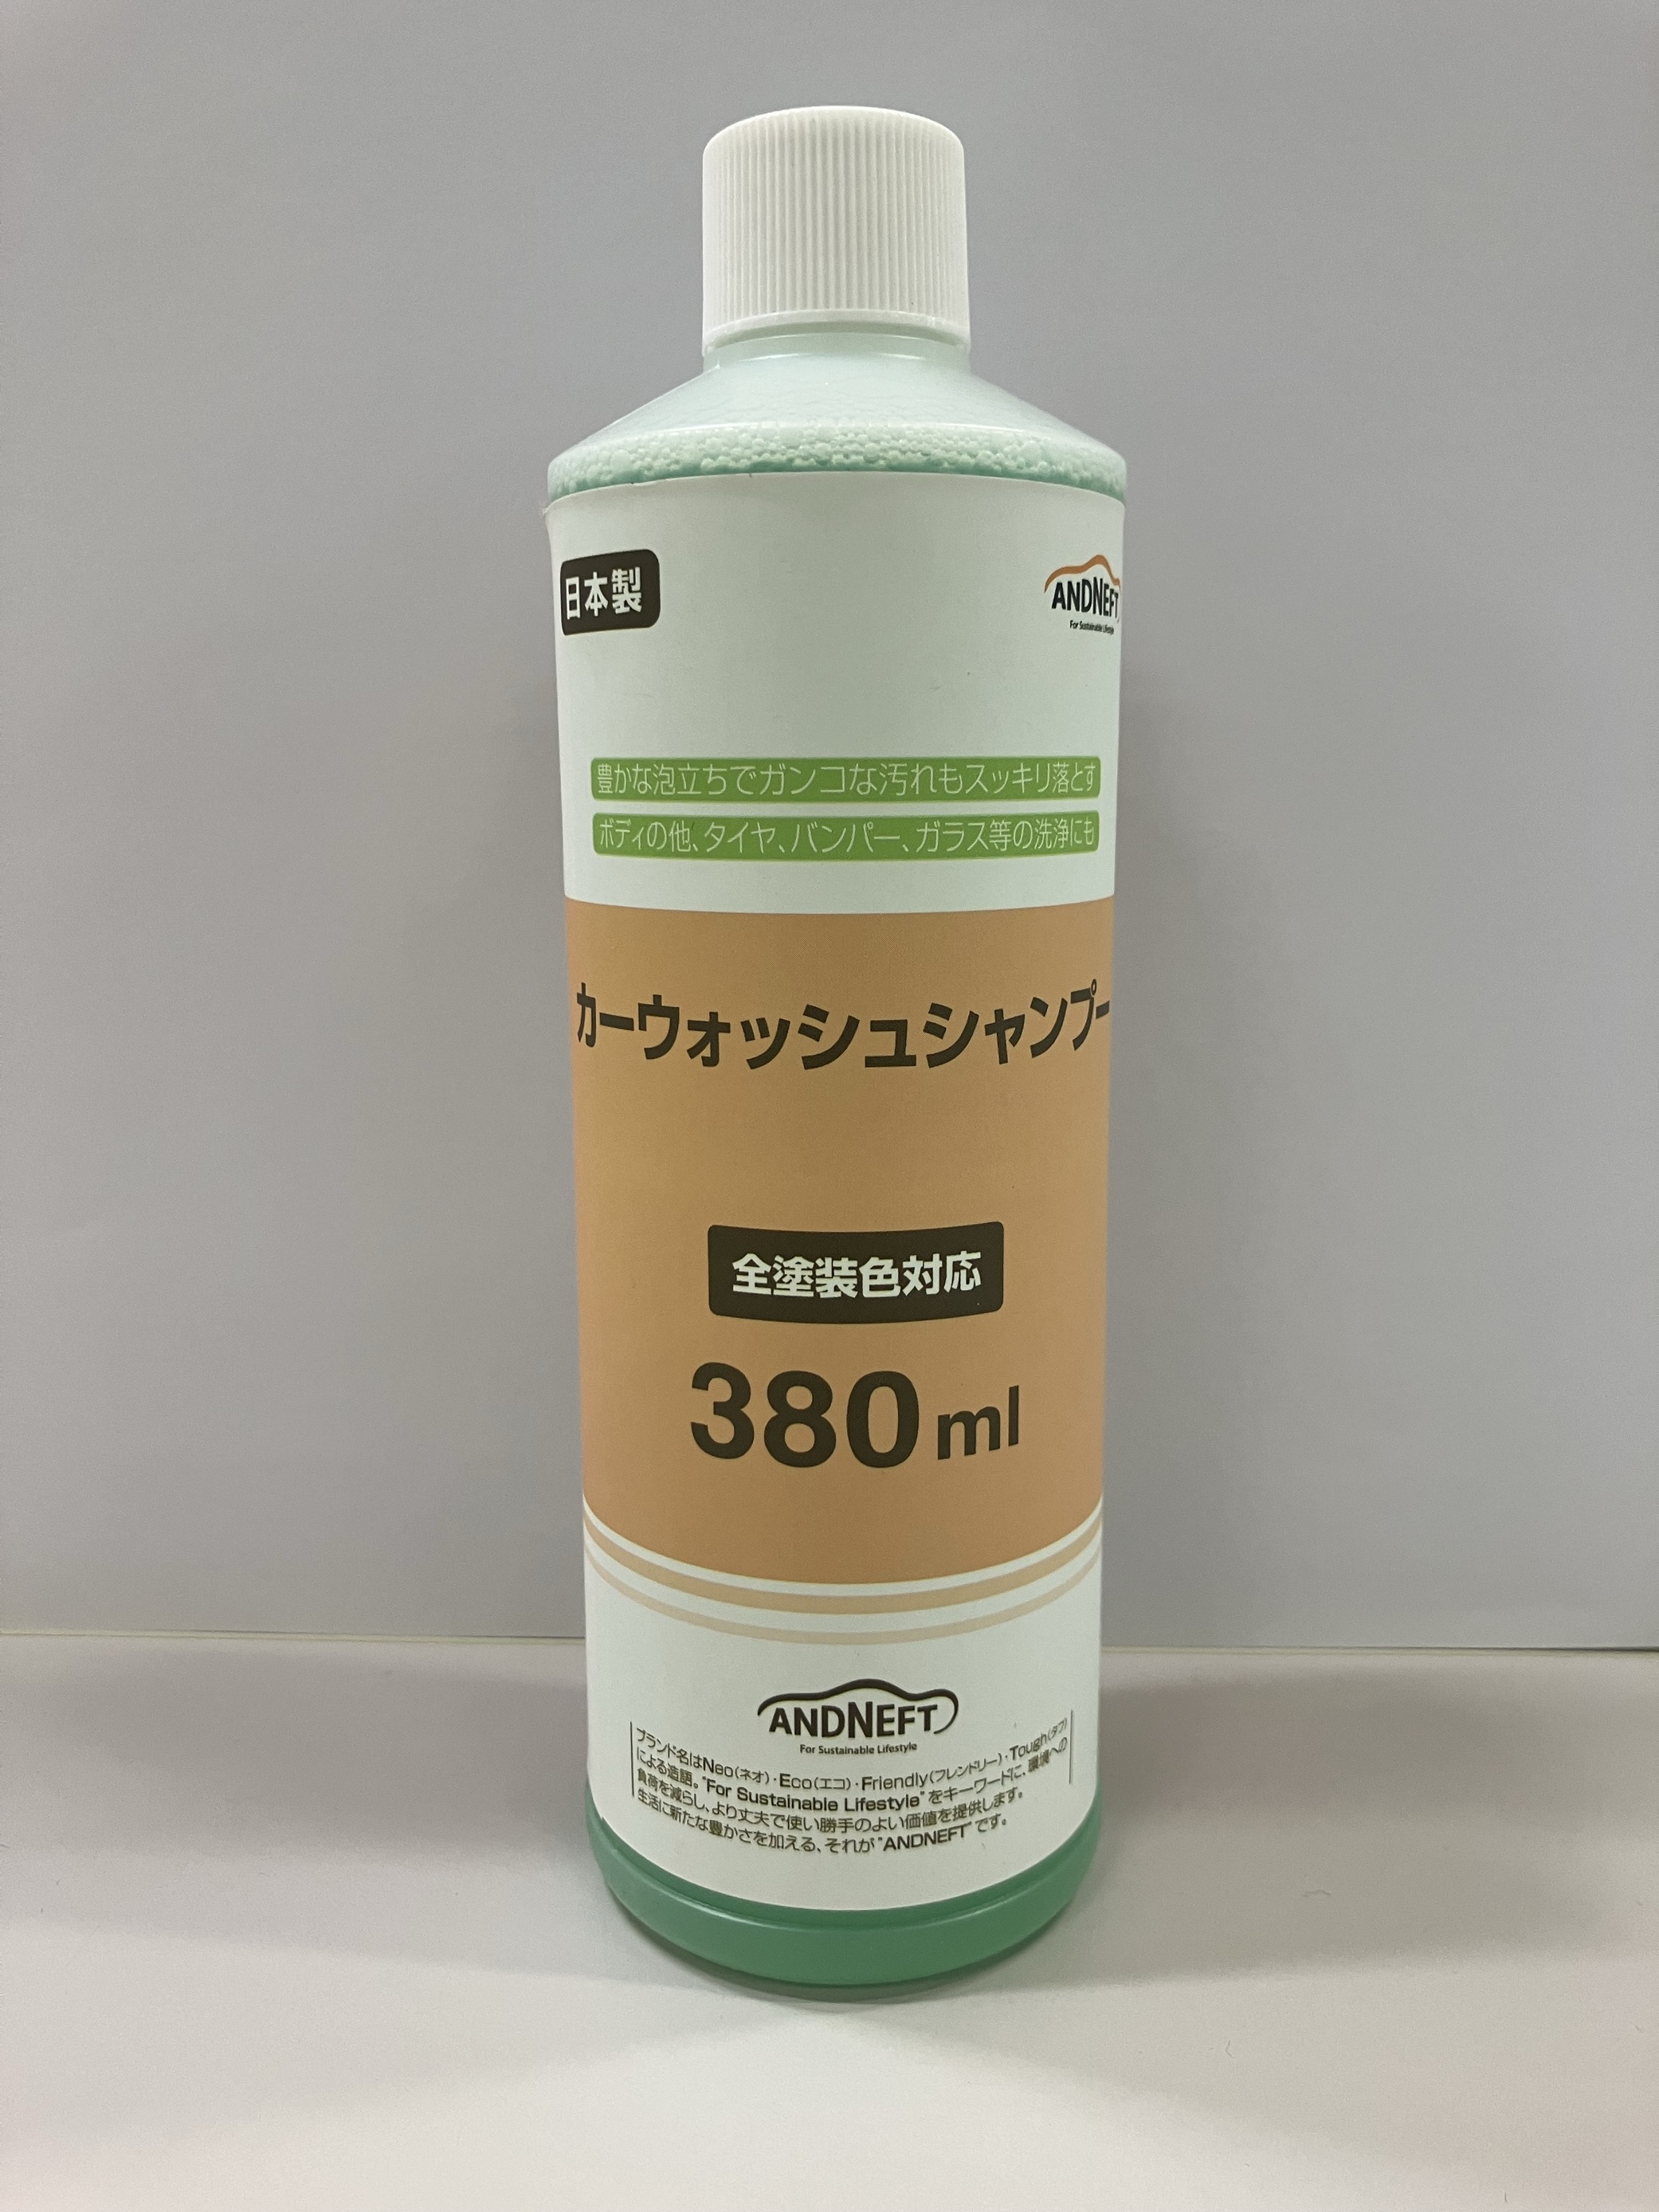 日本製
ANDNEFT
For Sustainable Lifestyle
豊かな泡立ちでガンコな汚れもスッキリ落とす
ボディの他、タイヤ、バンパー、ガラス等の洗浄にも
カーウォッシュシャンプー
全塗装色対応
380ml
ANDNEFT
For Sustainable Lifestyle
ブランド名はNeo(ネオ)・Eco(エコ)・Friendly(フレンドリー)・Tough(タフ)
による造語。"For Sustainable Lifestyle"をキーワードに、環境への
負荷を減らし、より丈夫で使い勝手のよい価値を提供します。
生活に新たな豊かさを加える、それが"ANDNEFT"です。